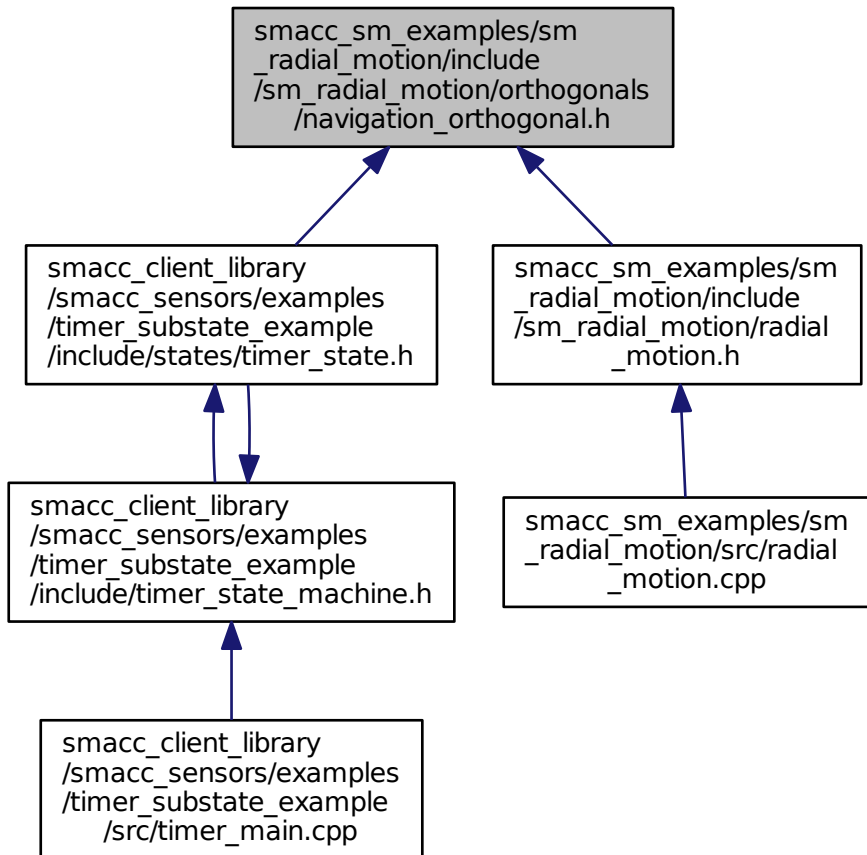 smacc_sm_examples/sm
_radial_motion/include
/sm_radial_motion/orthogonals
/navigation_orthogonal.h
smacc_client_library
/smacc_sensors/examples
/timer_substate_example
/include/states/timer_state.h
smacc_sm_examples/sm
_radial_motion/include
/sm_radial_motion/radial
_motion.h
smacc_client_library
/smacc_sensors/examples
/timer_substate_example
/include/timer_state_machine.h
smacc_sm_examples/sm
_radial_motion/src/radial
_motion.cpp
smacc_client_library
/smacc_sensors/examples
/timer_substate_example
/src/timer_main.cpp